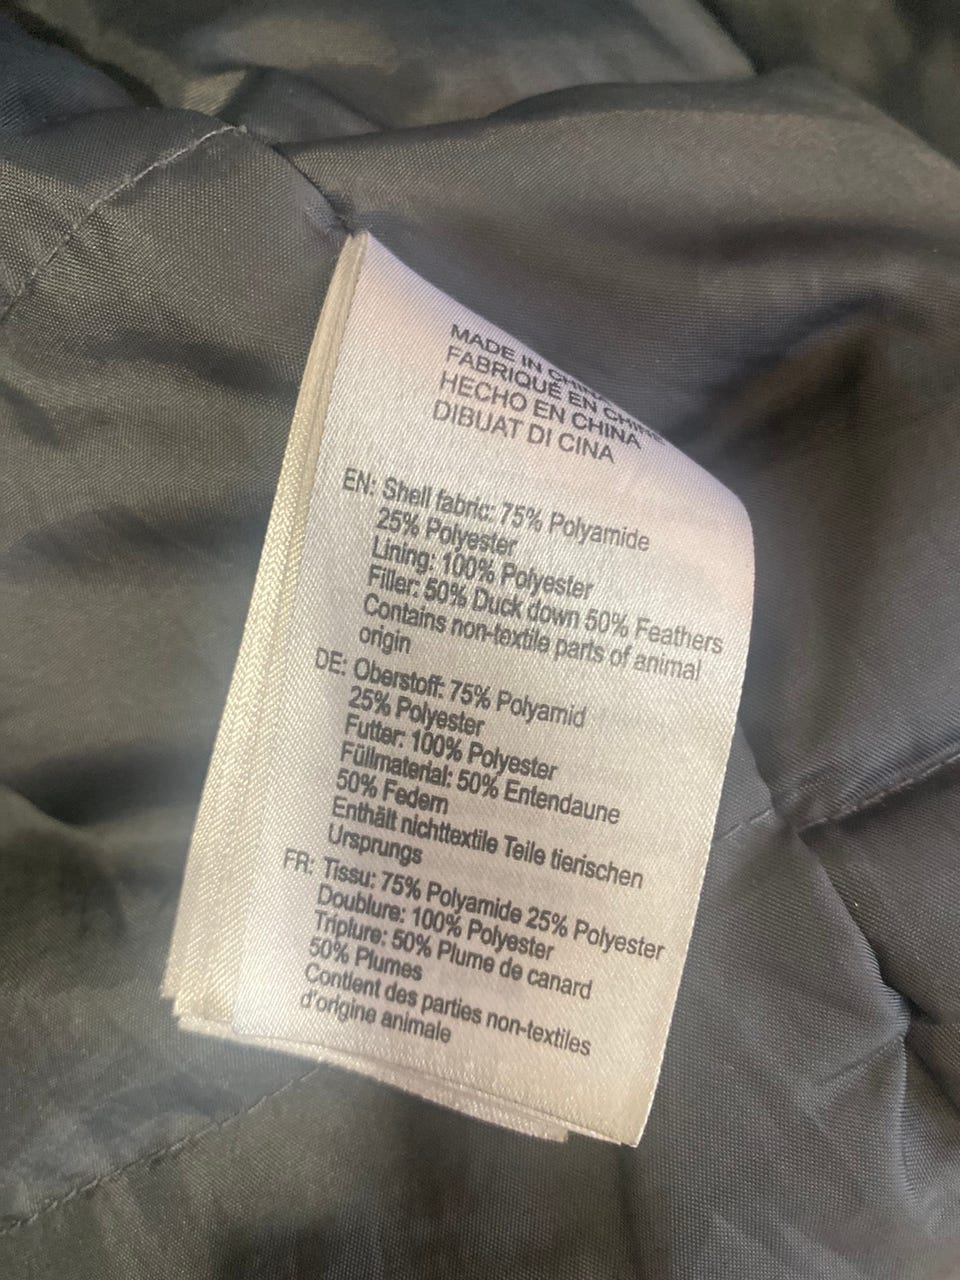 MADE IN CHINA
FABRIQUÉ EN CHINE
HECHO EN CHINA
DIBUAT DI CINA
EN: Shell fabric: 75% Polyamide
25% Polyester
Lining: 100% Polyester
Filler: 50% Duck down 50% Feathers
Contains non-textile parts of animal
origin
DE: Oberstoff: 75% Polyamid
25% Polyester
Futter: 100% Polyester
Füllmaterial: 50% Entendaune
50% Federn
Enthält nichttextile Teile tierischen
Ursprungs
FR: Tissu: 75% Polyamide 25% Polyester
Doublure: 100% Polyester
Triplure: 50% Plume de canard
50% Plumes
Contient des parties non-textiles
d'origine animale